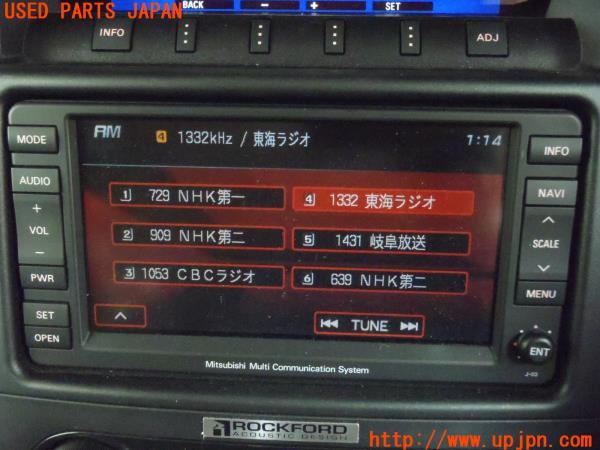 USED PARTS JAPAN
BACK
−
+
SET
INFO
ADJ
MODE
AUDIO
+
VOL
−
PWR
SET
OPEN
AM 4 1332kHz / 東海ラジオ 1:14
1 729 NHK第一
4 1332 東海ラジオ
2 909 NHK第二
5 1431 岐阜放送
3 1053 CBCラジオ
6 639 NHK第二
TUNE
INFO
NAVI
SCALE
MENU
ENT
J-03
Mitsubishi Multi Communication System
ROCKFORD
ACOUSTIC DESIGN
http://www.upjpn.com/